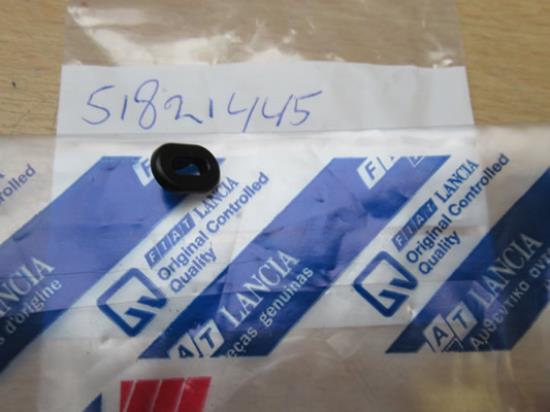 51821445
FIAT LANCIA
Original Controlled
Quality
FIAT LANCIA
Original Controlled
Quality
Controlled
LANCIA
d'origine
FIAT LANCIA
peças genuinas
FIAT LANCIA